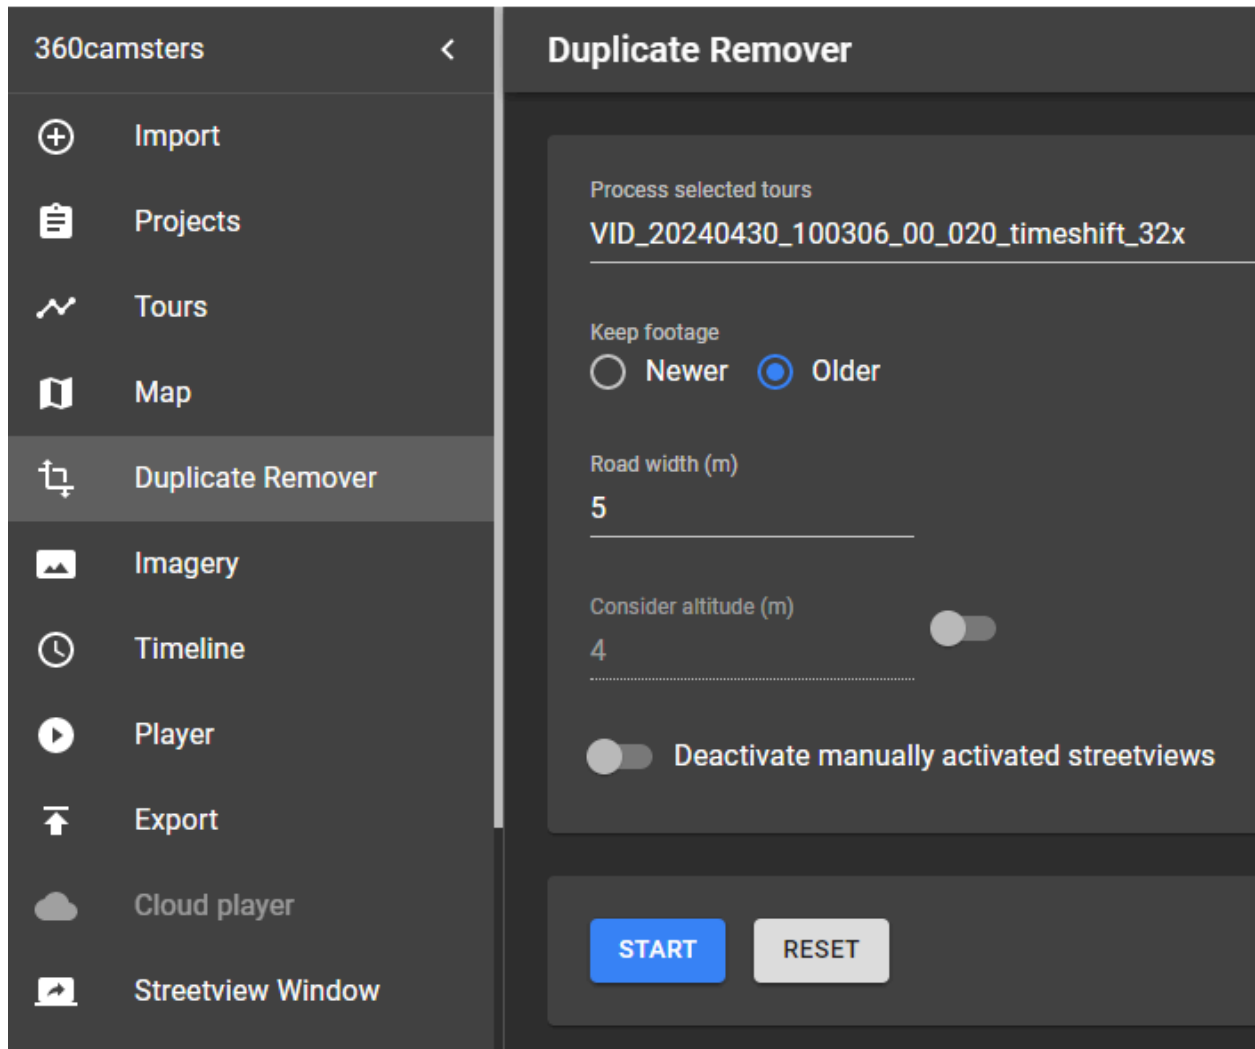 360camsters
Import
Projects
Tours
Map
Duplicate Remover
Imagery
Timeline
Player
Export
Cloud player
Streetview Window
Duplicate Remover
Process selected tours
VID_20240430_100306_00_020_timeshift_32x
Keep footage
Newer Older
Road width (m)
5
Consider altitude (m)
4
Deactivate manually activated streetviews
START RESET